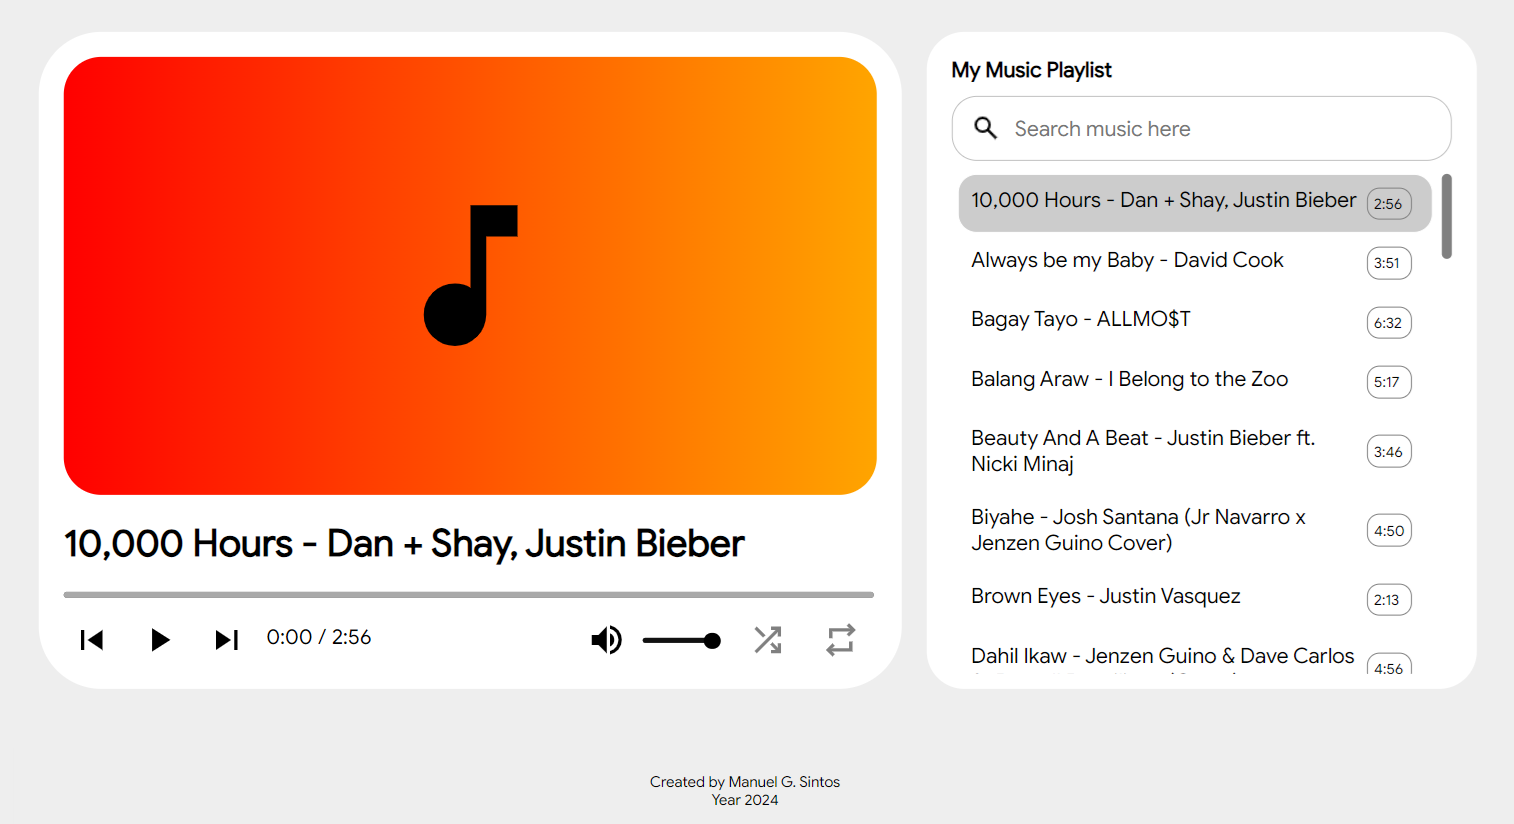 10,000 Hours - Dan + Shay, Justin Bieber
0:00 / 2:56
My Music Playlist
Search music here
10,000 Hours - Dan + Shay, Justin Bieber 2:56
Always be my Baby - David Cook 3:51
Bagay Tayo - ALLMO$T 6:32
Balang Araw - I Belong to the Zoo 5:17
Beauty And A Beat - Justin Bieber ft.
Nicki Minaj 3:46
Biyahe - Josh Santana (Jr Navarro x
Jenzen Guino Cover) 4:50
Brown Eyes - Justin Vasquez 2:13
Dahil Ikaw - Jenzen Guino & Dave Carlos 4:56
Created by Manuel G. Sintos
Year 2024